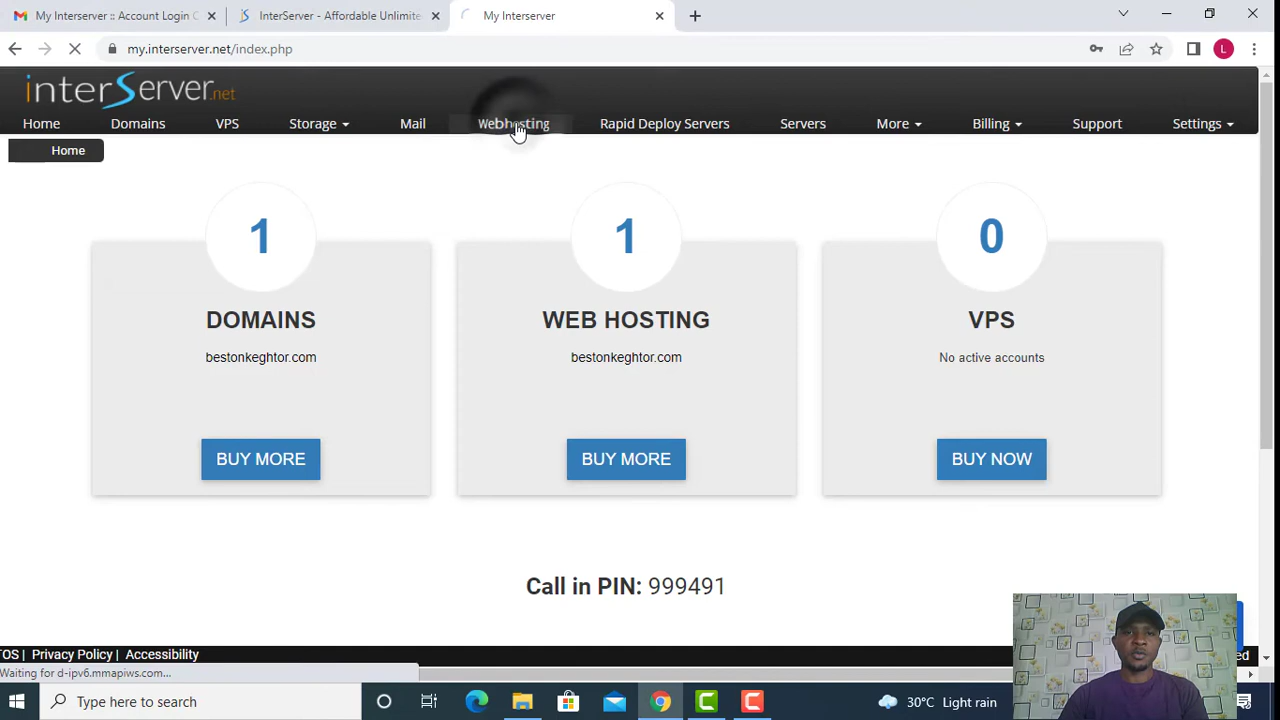 My Interserver :: Account Login C
InterServer - Affordable Unlimite
My Interserver
my.interserver.net/index.php
L
interServer.net
Home
Domains
VPS
Storage
Mail
Webhosting
Rapid Deploy Servers
Servers
More
Billing
Support
Settings
Home
1
1
0
DOMAINS
WEB HOSTING
VPS
bestonkeghtor.com
bestonkeghtor.com
No active accounts
BUY MORE
BUY MORE
BUY NOW
Call in PIN: 999491
TOS | Privacy Policy | Accessibility
ed
Waiting for d-ipv6.mmapiws.com...
Type here to search
30°C Light rain